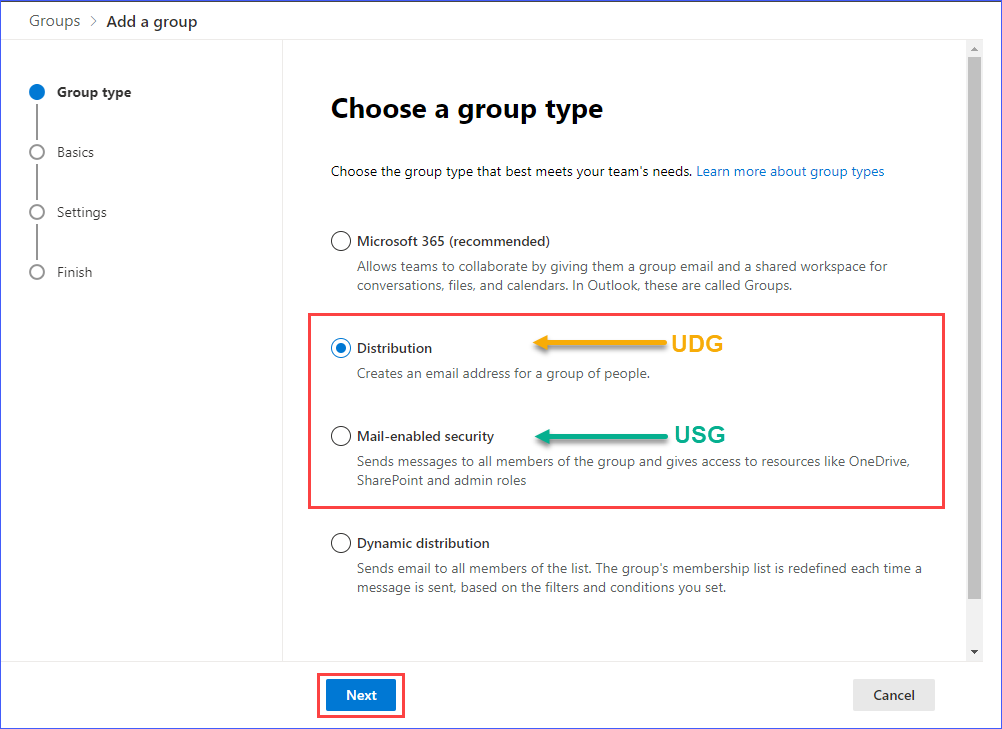 Groups > Add a group
Group type
Basics
Settings
Finish
Choose a group type
Choose the group type that best meets your team's needs. Learn more about group types
Microsoft 365 (recommended)
Allows teams to collaborate by giving them a group email and a shared workspace for
conversations, files, and calendars. In Outlook, these are called Groups.
Distribution
UDG
Creates an email address for a group of people.
Mail-enabled security
USG
Sends messages to all members of the group and gives access to resources like OneDrive,
SharePoint and admin roles
Dynamic distribution
Sends email to all members of the list. The group's membership list is redefined each time a
message is sent, based on the filters and conditions you set.
Next
Cancel